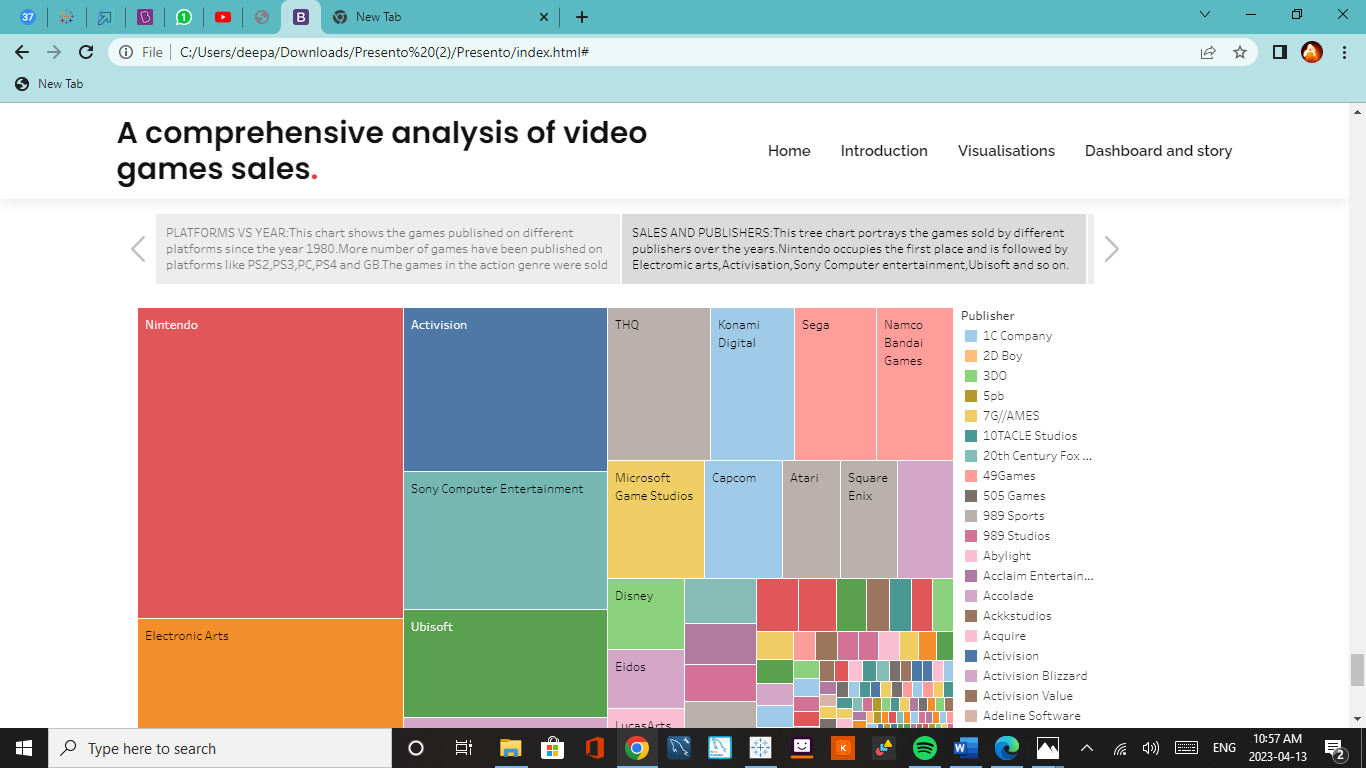 37
1
B
New Tab
File
C:/Users/deepa/Downloads/Presento%20(2)/Presento/index.html#
A
New Tab
A comprehensive analysis of video
games sales.
Home
Introduction
Visualisations
Dashboard and story
PLATFORMS VS YEAR:This chart shows the games published on different
platforms since the year 1980.More number of games have been published on
platforms like PS2,PS3,PC,PS4 and GB.The games in the action genre were sold
SALES AND PUBLISHERS:This tree chart portrays the games sold by different
publishers over the years.Nintendo occupies the first place and is followed by
Electromic arts,Activisation,Sony Computer entertainment,Ubisoft and so on.
Nintendo
Electronic Arts
Activision
Sony Computer Entertainment
Ubisoft
THQ
Konami
Digital
Sega
Namco
Bandai
Games
Microsoft
Game Studios
Capcom
Atari
Square
Enix
Disney
Eidos
LucasArts
Publisher
1C Company
2D Boy
3DO
5pb
7G//AMES
10TACLE Studios
20th Century Fox ...
49Games
505 Games
989 Sports
989 Studios
Abylight
Acclaim Entertain...
Accolade
Ackkstudios
Acquire
Activision
Activision Blizzard
Activision Value
Adeline Software
Type here to search
K
W
ENG
10:57 AM
2023-04-13
2